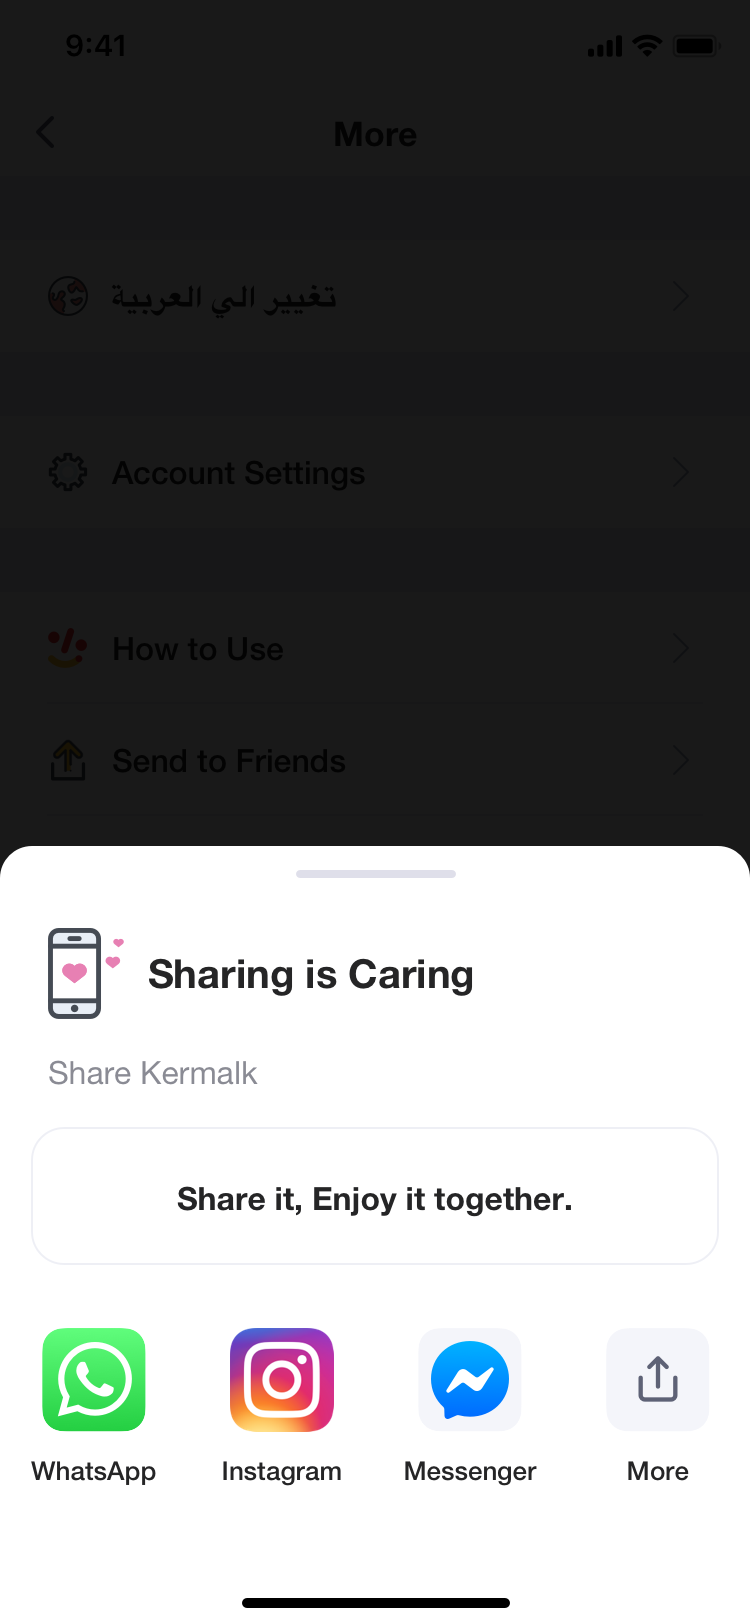 9:41
More
تغيير الي العربية
Account Settings
How to Use
Send to Friends
Sharing is Caring
Share Kermalk
Share it, Enjoy it together.
WhatsApp
Instagram
Messenger
More